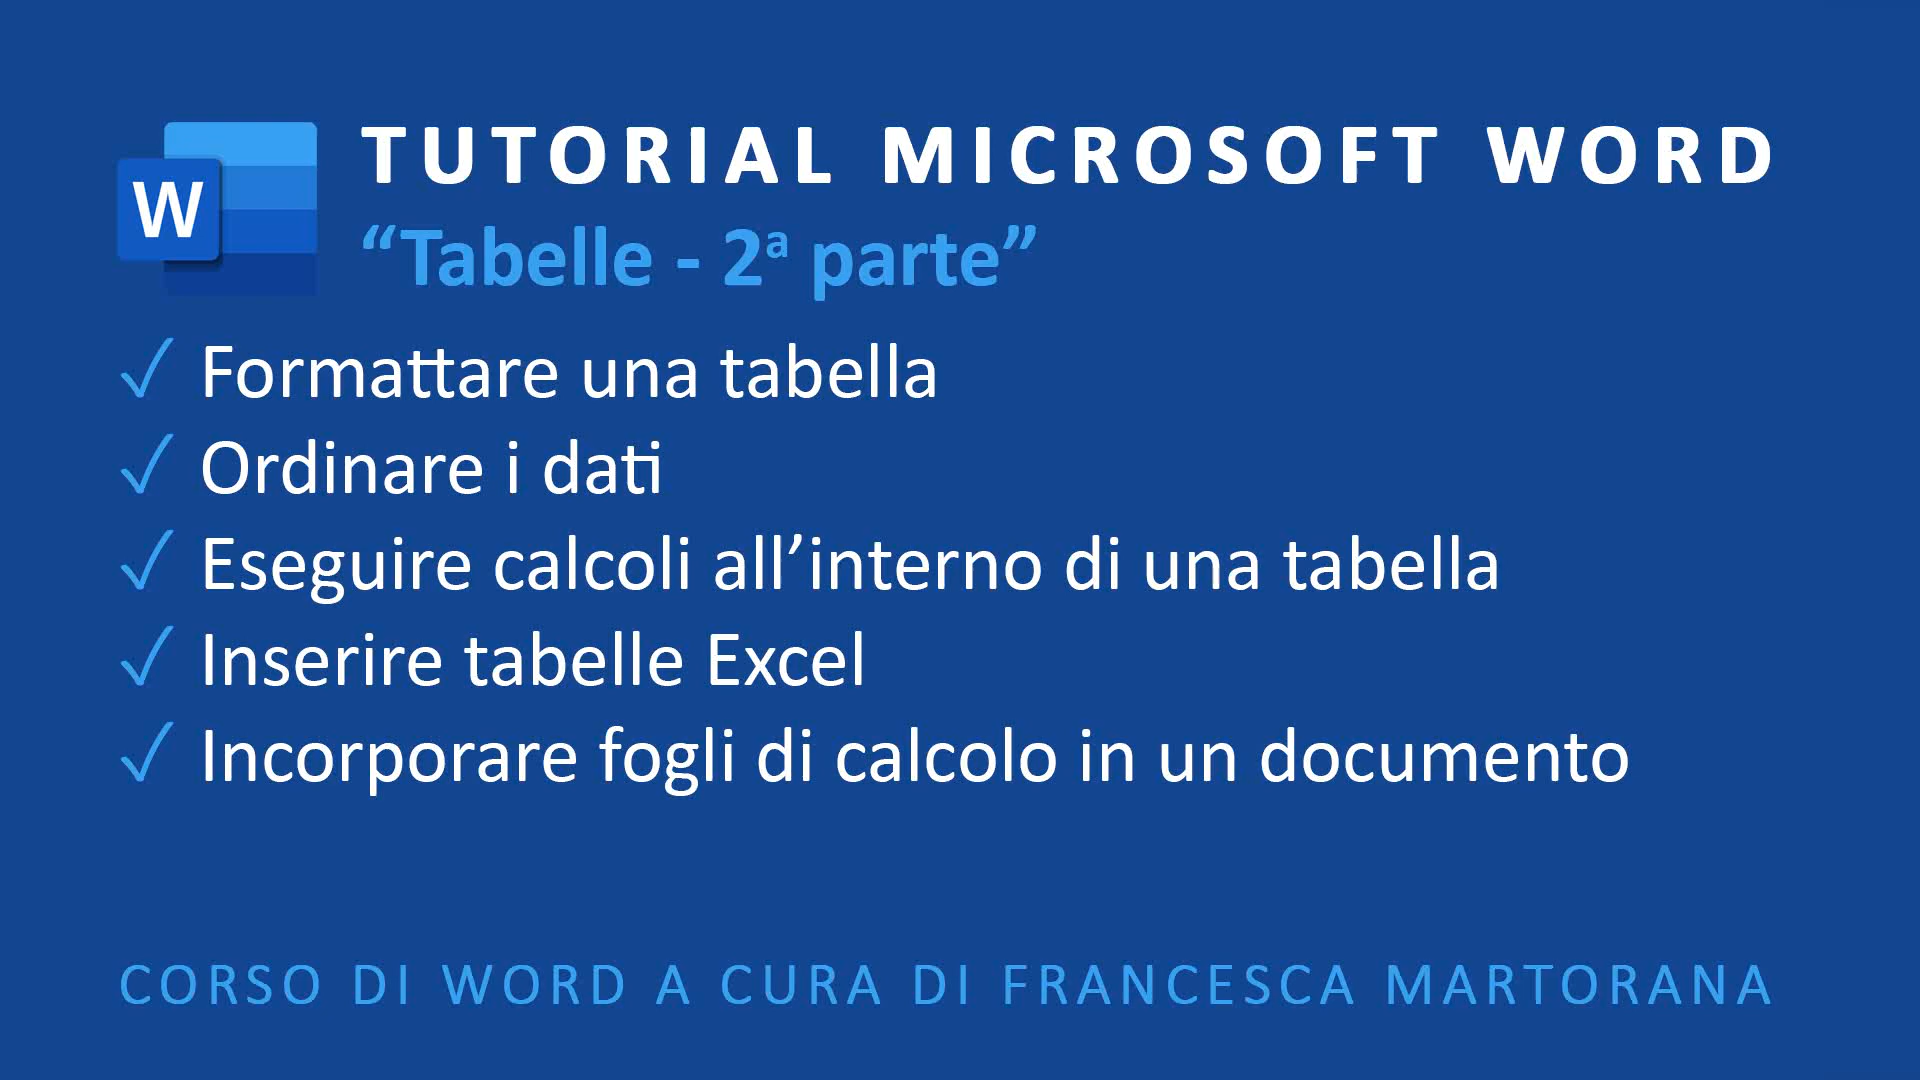 W
TUTORIAL MICROSOFT WORD
“Tabelle - 2ª parte”
✓ Formattare una tabella
✓ Ordinare i dati
✓ Eseguire calcoli all’interno di una tabella
✓ Inserire tabelle Excel
✓ Incorporare fogli di calcolo in un documento
CORSO DI WORD A CURA DI FRANCESCA MARTORANA